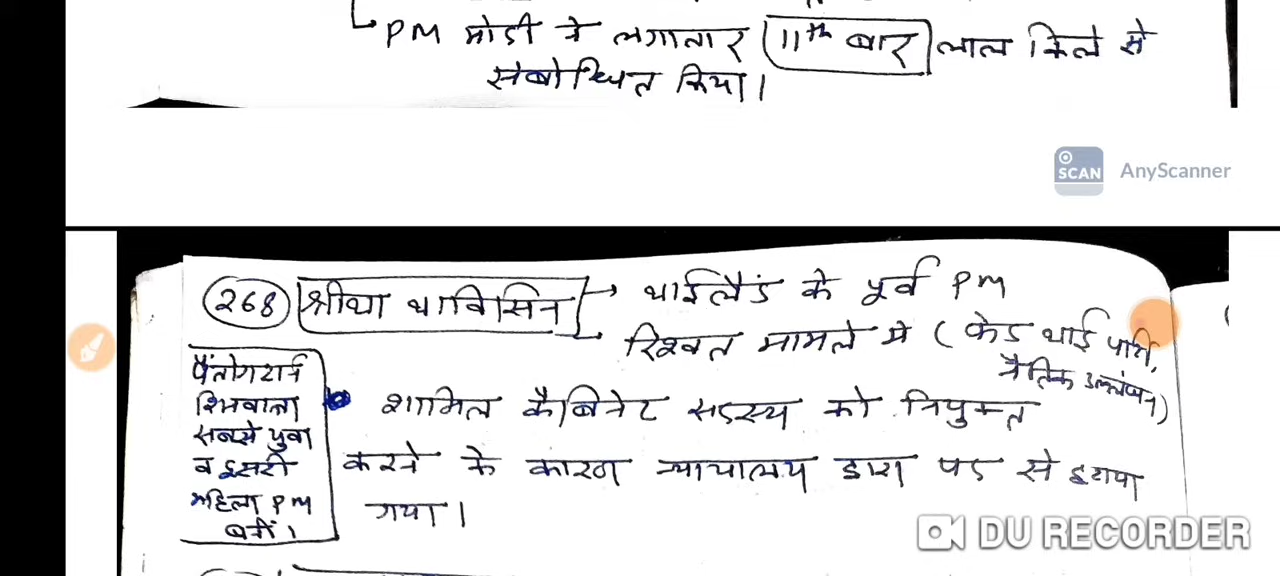 PM मोदी ने लगातार 11th बार लाल किले से
संबोधित किया।
SCAN AnyScanner
268 श्रीथा थाविसिन → थाईलैंड के पूर्व PM
रिश्वत मामले मे (केड थाई पार्टी,
नैतिक उल्लंघन)
शामिल कैबिनेट सदस्य को नियुक्त
करने के कारण न्यायालय द्वारा पद से हटाया
गया।
पैंतोंगटार्न
शिनवात्रा
सबसे युवा
व दूसरी
महिला PM
बनीं।
DU RECORDER